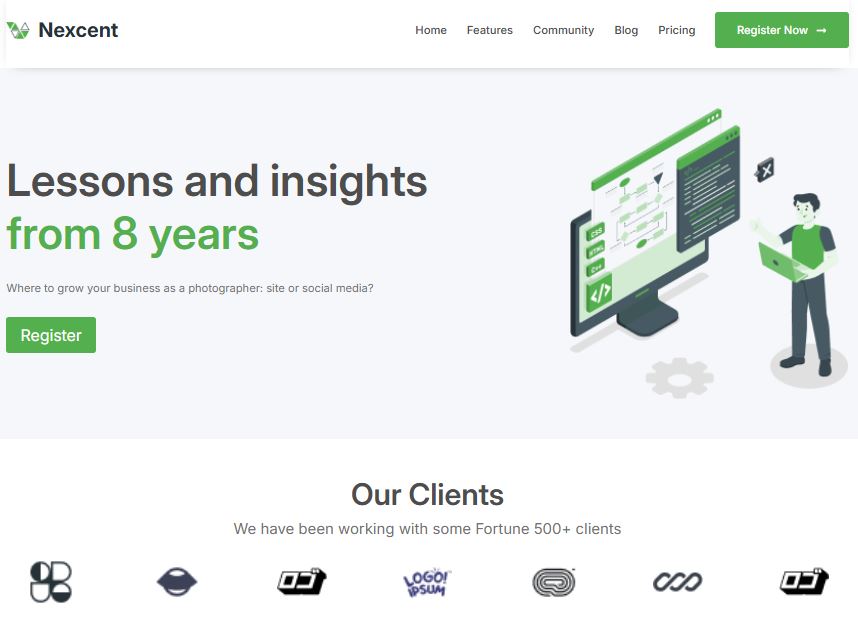 Nexcent
Home Features Community Blog Pricing Register Now →
Lessons and insights
from 8 years
Where to grow your business as a photographer: site or social media?
Register
CSS
HTML
C++
</>
Our Clients
We have been working with some Fortune 500+ clients
LOGO!
IPSUM